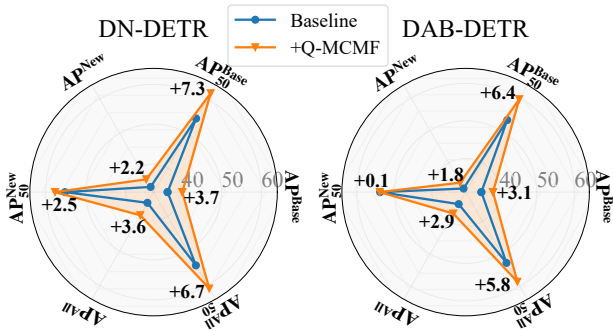 DN-DETR
Baseline
+Q-MCMF
DAB-DETR
AP^New
AP^Base_50
+7.3
+2.2
40 50 60
AP^Base
+3.7
AP^New_50
+2.5
+3.6
+6.7
AP^All
AP^All_50
AP^New
AP^Base_50
+6.4
+1.8
40 50 60
AP^Base
+3.1
AP^New_50
+0.1
+2.9
+5.8
AP^All
AP^All_50